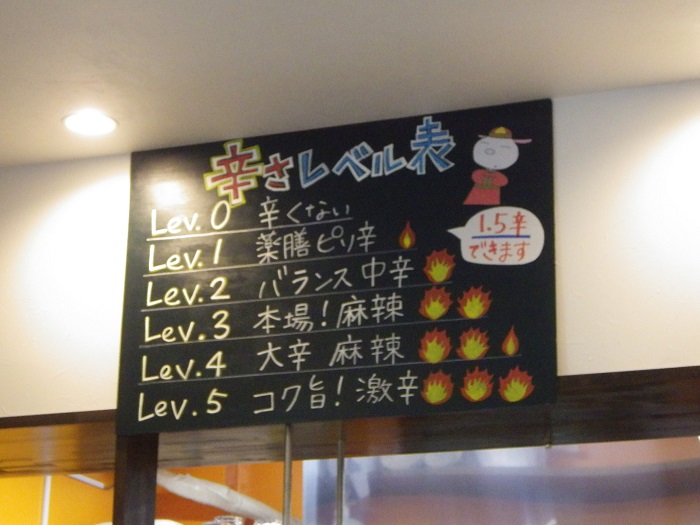 辛さレベル表
Lev.0 辛くない
Lev.1 薬膳ピリ辛
Lev.2 バランス中辛
Lev.3 本場!麻辣
Lev.4 大辛 麻辣
Lev.5 コク旨!激辛
1.5辛
できます